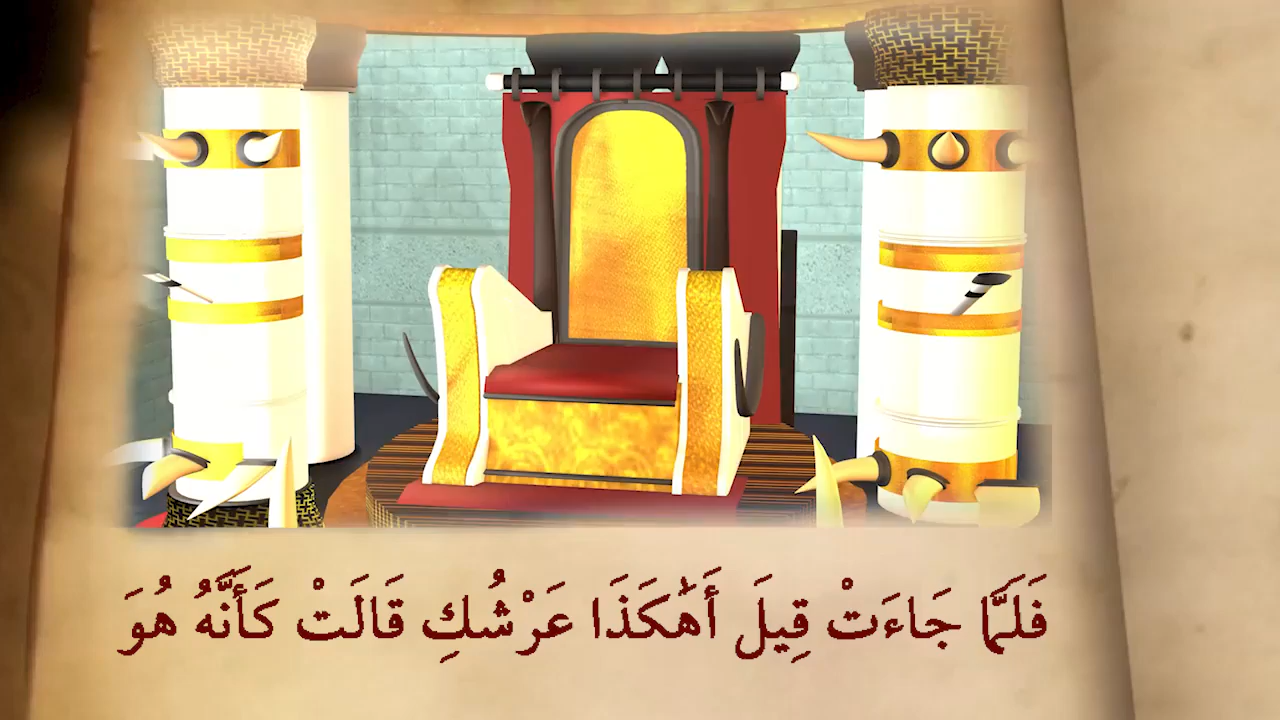 فَلَمَّا جَاءَتْ قِيلَ أَهَٰكَذَا عَرْشُكِ قَالَتْ كَأَنَّهُ هُوَ